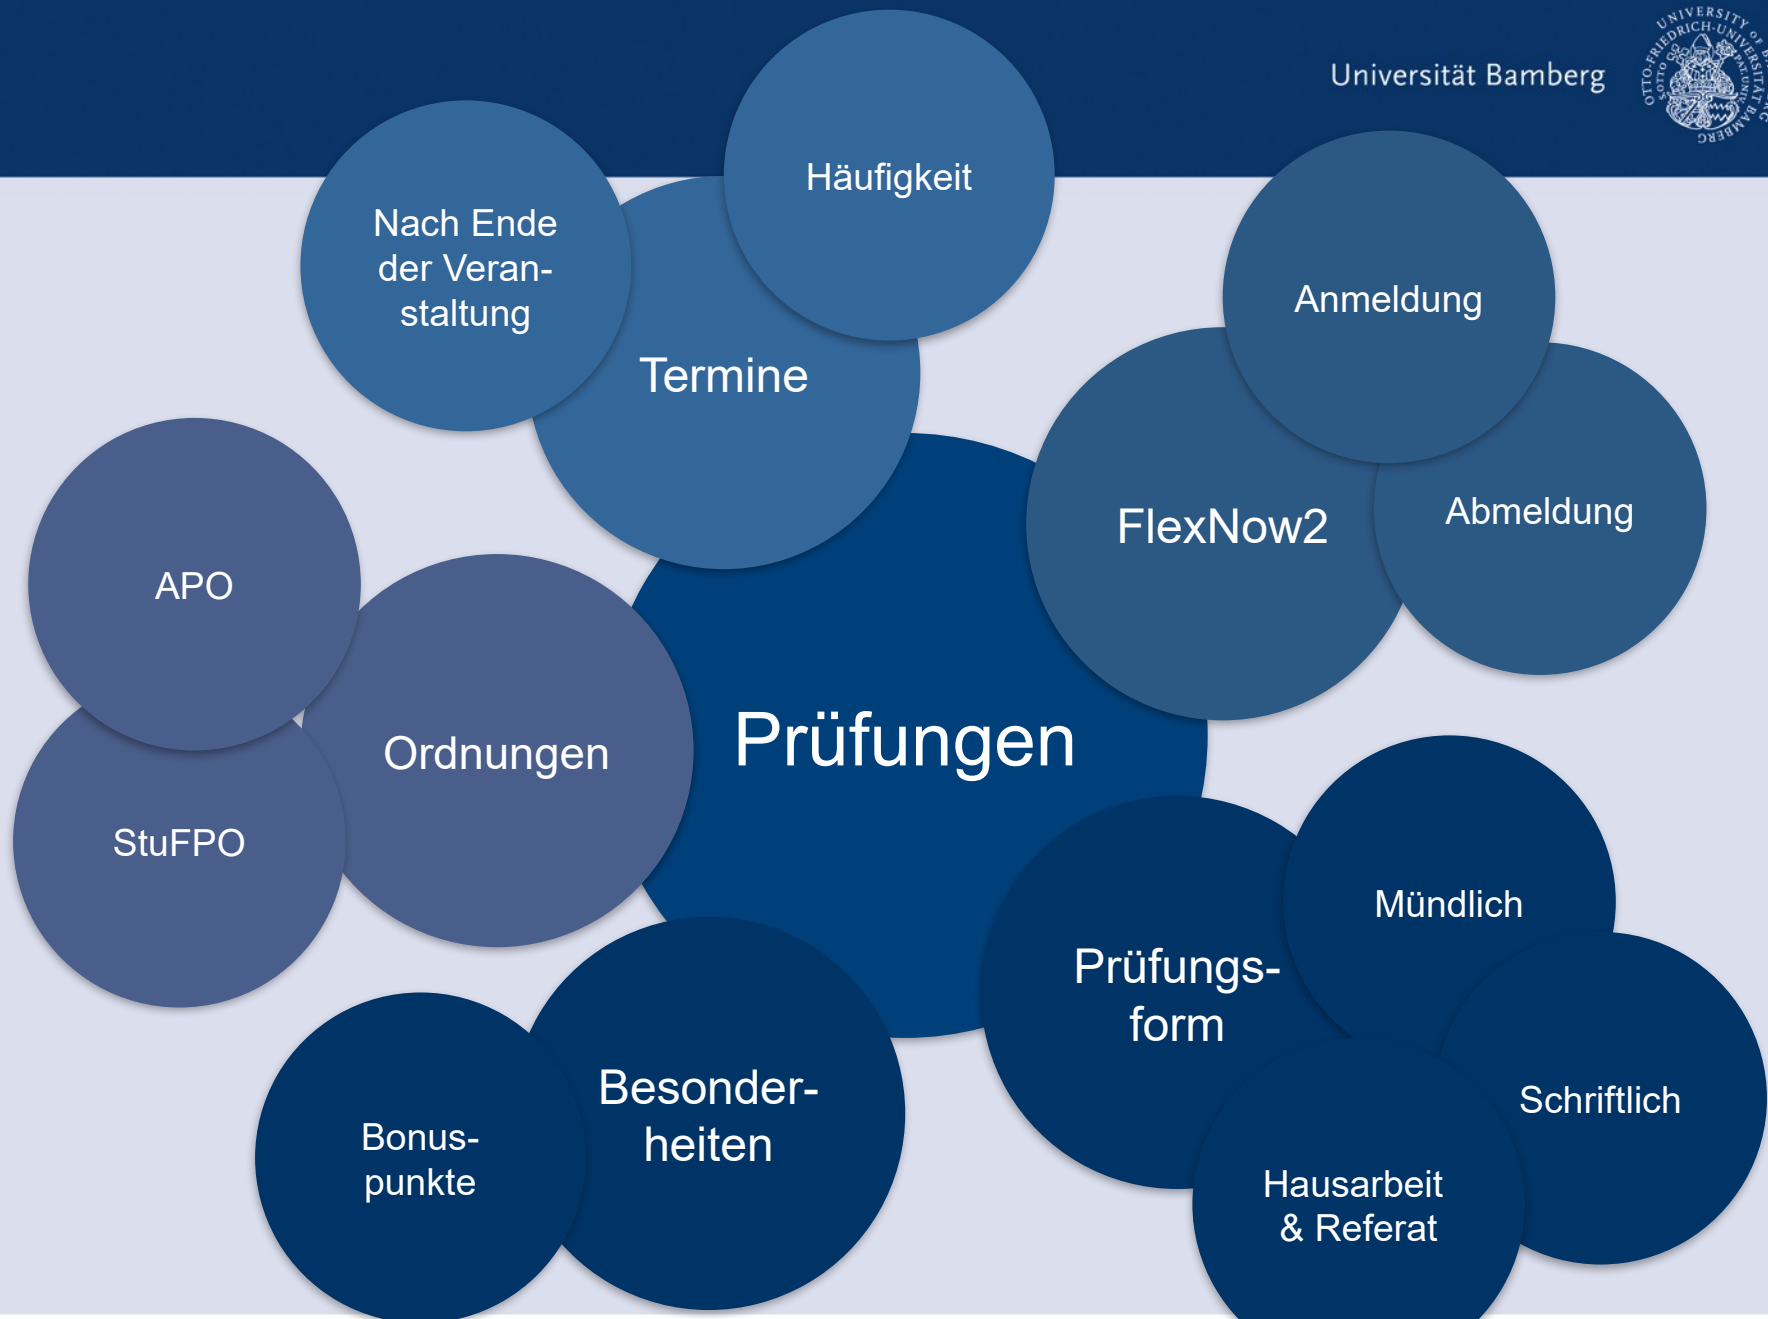 Universität Bamberg
Häufigkeit
Nach Ende
der Veran-
staltung
Termine
Anmeldung
FlexNow2
Abmeldung
APO
Ordnungen
StuFPO
Prüfungen
Mündlich
Prüfungs-
form
Schriftlich
Hausarbeit
& Referat
Besonder-
heiten
Bonus-
punkte